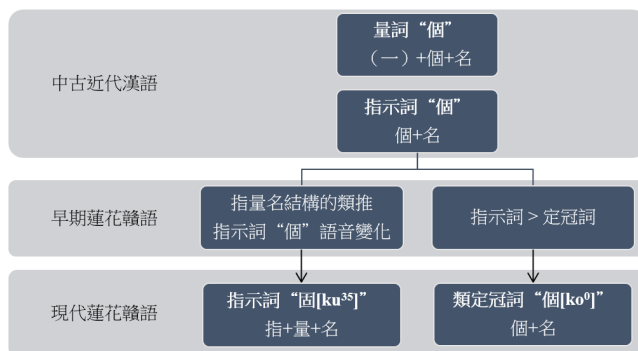 中古近代漢語
量詞“個”
（一）+個+名
指示詞“個”
個+名
早期蓮花贛語
指量名結構的類推
指示詞“個”語音變化
指示詞 > 定冠詞
現代蓮花贛語
指示詞“固[ku³⁵]”
指+量+名
類定冠詞“個[ko⁰]”
個+名